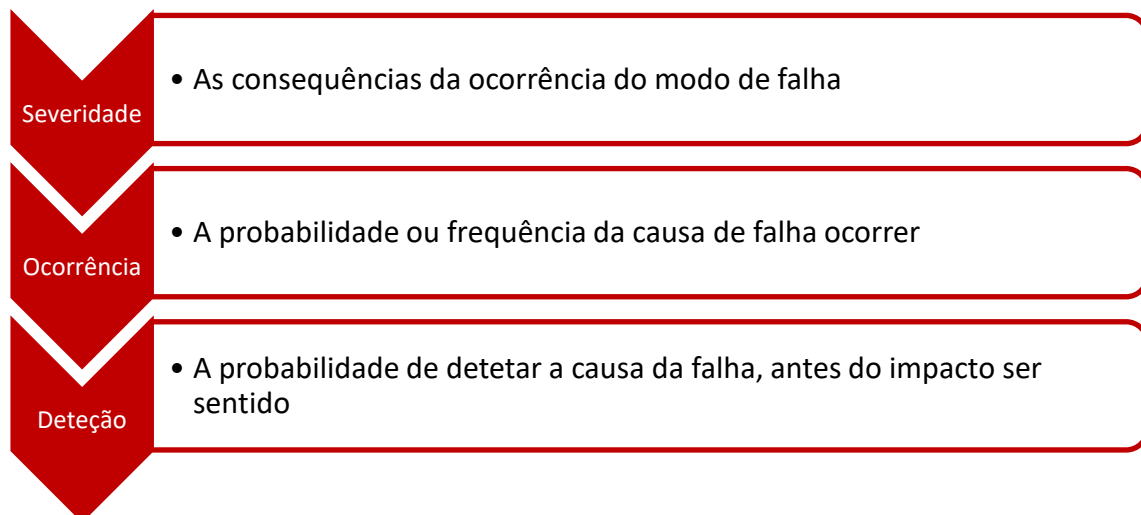 Severidade
• As consequências da ocorrência do modo de falha
Ocorrência
• A probabilidade ou frequência da causa de falha ocorrer
Deteção
• A probabilidade de detetar a causa da falha, antes do impacto ser
sentido